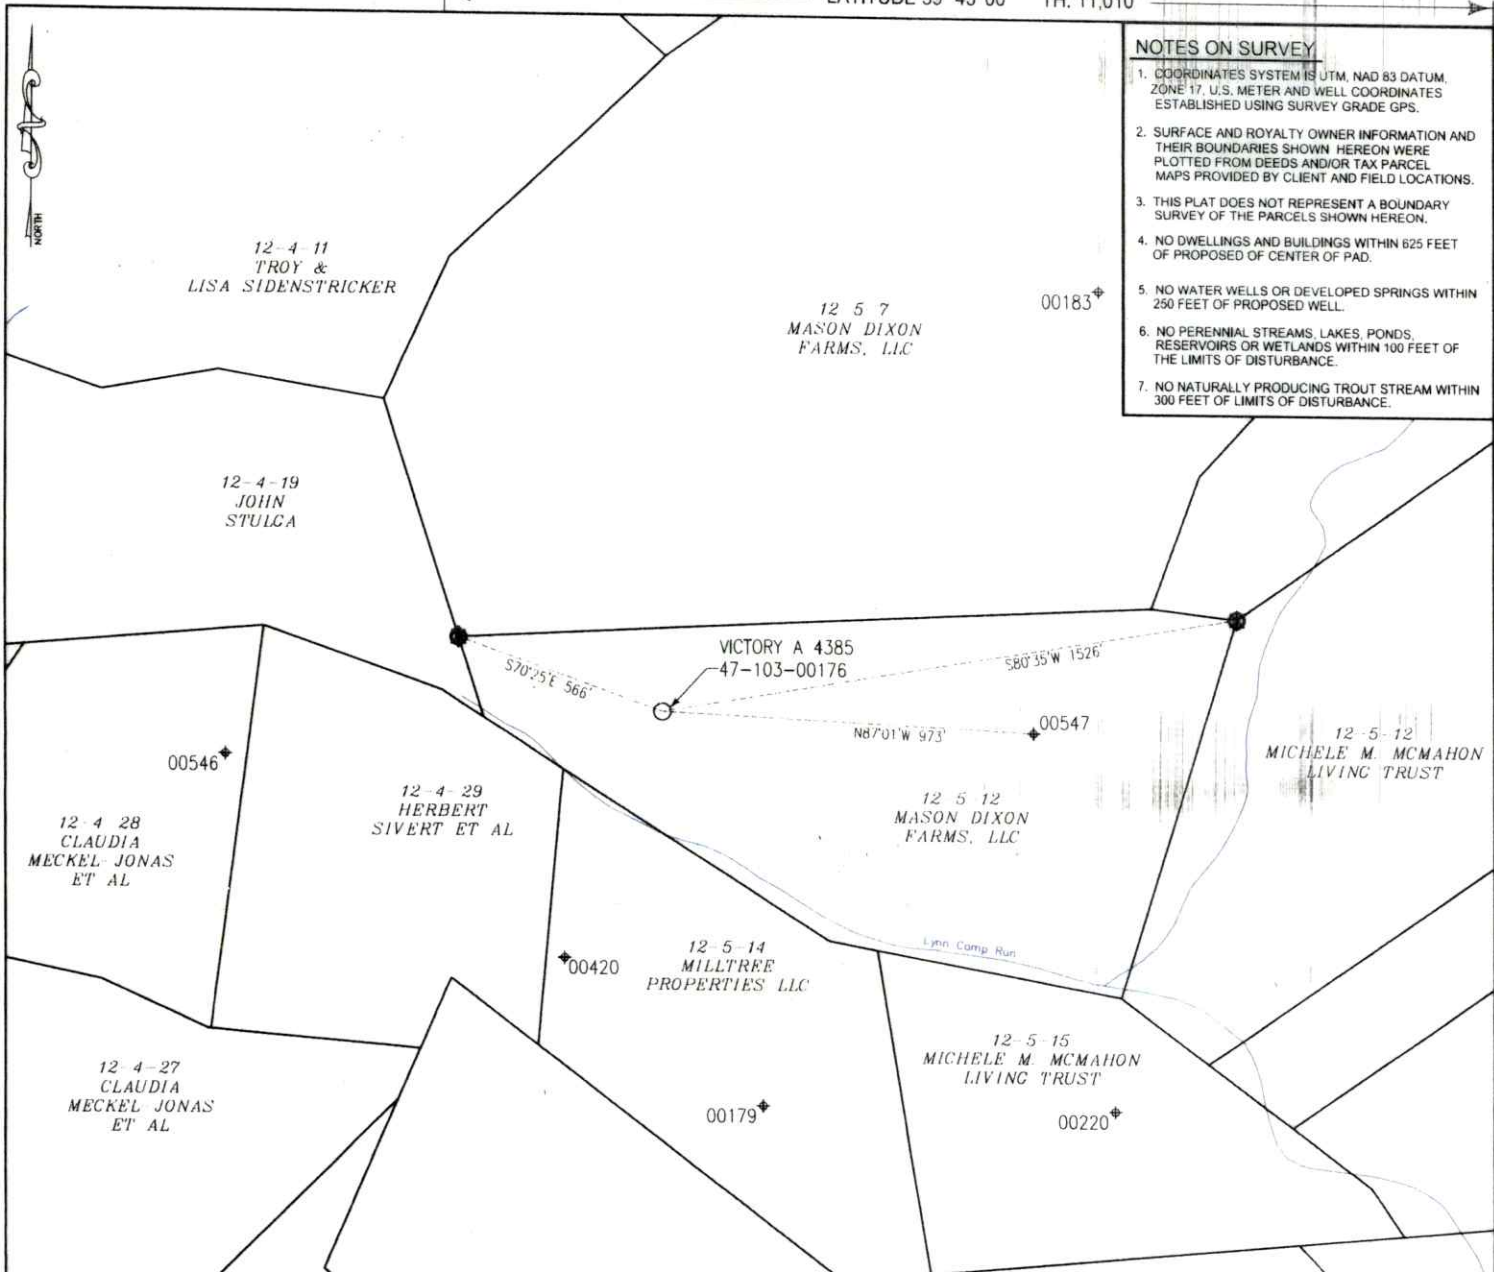 LATITUDE 39°45'00" TH: 11,010
NORTH
NOTES ON SURVEY
1. COORDINATES SYSTEM IS UTM, NAD 83 DATUM,
ZONE 17, U.S. METER AND WELL COORDINATES
ESTABLISHED USING SURVEY GRADE GPS.
2. SURFACE AND ROYALTY OWNER INFORMATION AND
THEIR BOUNDARIES SHOWN HEREON WERE
PLOTTED FROM DEEDS AND/OR TAX PARCEL
MAPS PROVIDED BY CLIENT AND FIELD LOCATIONS.
3. THIS PLAT DOES NOT REPRESENT A BOUNDARY
SURVEY OF THE PARCELS SHOWN HEREON.
4. NO DWELLINGS AND BUILDINGS WITHIN 625 FEET
OF PROPOSED OF CENTER OF PAD.
5. NO WATER WELLS OR DEVELOPED SPRINGS WITHIN
250 FEET OF PROPOSED WELL.
6. NO PERENNIAL STREAMS, LAKES, PONDS,
RESERVOIRS OR WETLANDS WITHIN 100 FEET OF
THE LIMITS OF DISTURBANCE.
7. NO NATURALLY PRODUCING TROUT STREAM WITHIN
300 FEET OF LIMITS OF DISTURBANCE.
12-4-11
TROY &
LISA SIDENSTRICKER
12 5 7
MASON DIXON
FARMS, LLC
00183
12-4-19
JOHN
STULGA
VICTORY A 4385
47-103-00176
S70°25'E 566'
S80°35'W 1526'
N87°01'W 973'
00547
00546
12-5-12
MICHELE M. MCMAHON
LIVING TRUST
12-4-29
HERBERT
SIVERT ET AL
12 5 12
MASON DIXON
FARMS, LLC
12 4 28
CLAUDIA
MECKEL JONAS
ET AL
Lynn Camp Run
00420
12-5-14
MILLTREE
PROPERTIES LLC
12-5-15
MICHELE M. MCMAHON
LIVING TRUST
12 4-27
CLAUDIA
MECKEL JONAS
ET AL
00179
00220